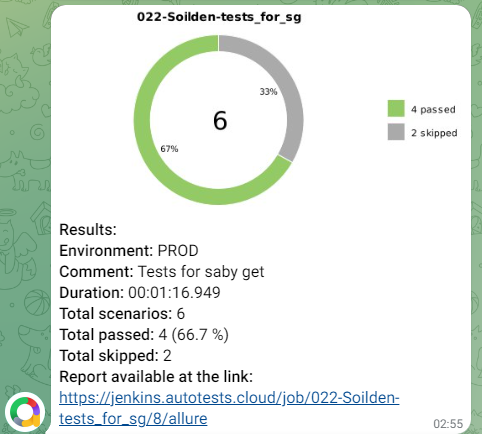 022-Soilden-tests_for_sg
33%
6
67%
4 passed
2 skipped
Results:
Environment: PROD
Comment: Tests for saby get
Duration: 00:01:16.949
Total scenarios: 6
Total passed: 4 (66.7 %)
Total skipped: 2
Report available at the link:
https://jenkins.autotests.cloud/job/022-Soilden-
tests_for_sg/8/allure
02:55